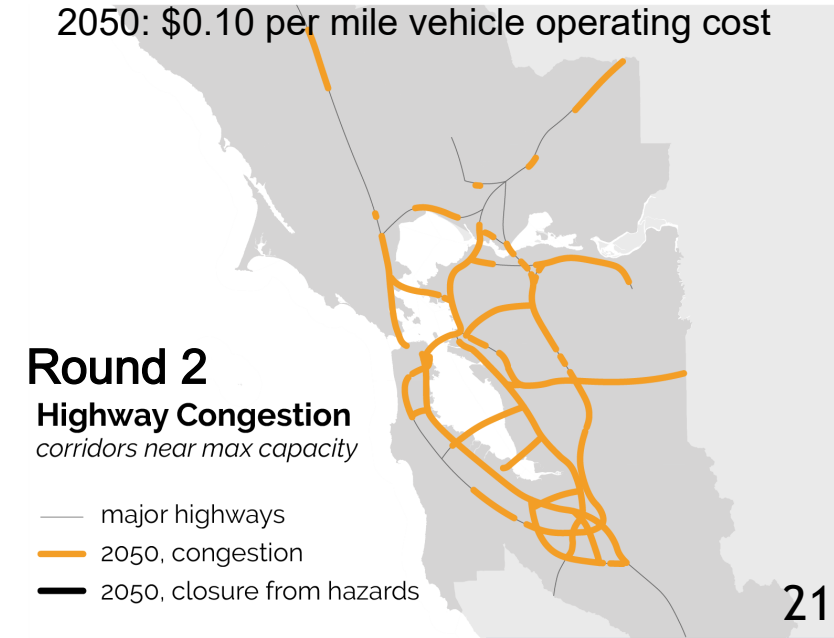 2050: $0.10 per mile vehicle operating cost
Round 2
Highway Congestion
corridors near max capacity
major highways
2050, congestion
2050, closure from hazards
21